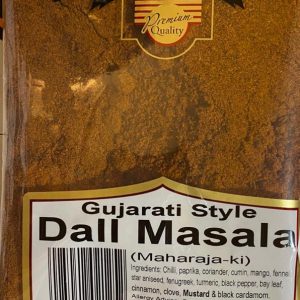 Premium
Quality
Gujarati Style
Dall Masala
(Maharaja-ki)
Ingredients: Chilli, paprika, coriander, cumin, mango, fennel
star aniseed, fenugreek, turmeric, black pepper, bay leaf,
cinnamon, clove, Mustard & black cardamom.
Allergy